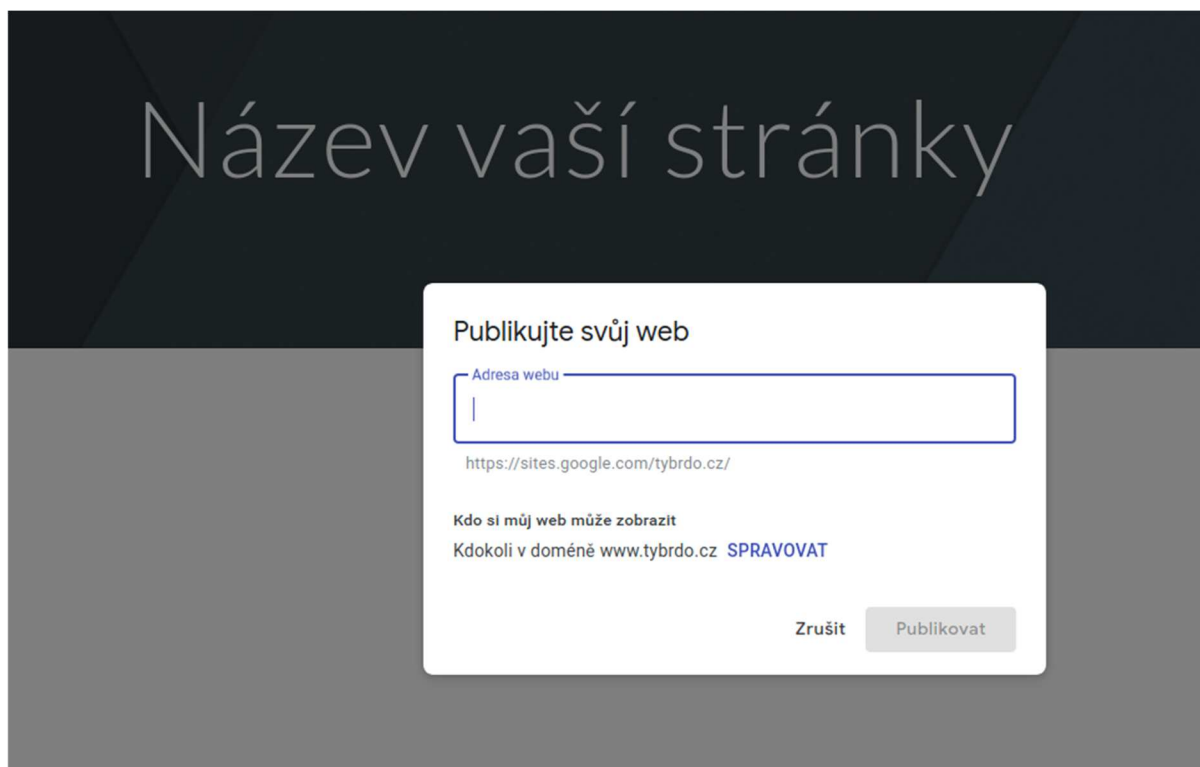 Název vaší stránky
Publikujte svůj web
Adresa webu
https://sites.google.com/tybrdo.cz/
Kdo si můj web může zobrazit
Kdokoli v doméně www.tybrdo.cz SPRAVOVAT
Zrušit Publikovat